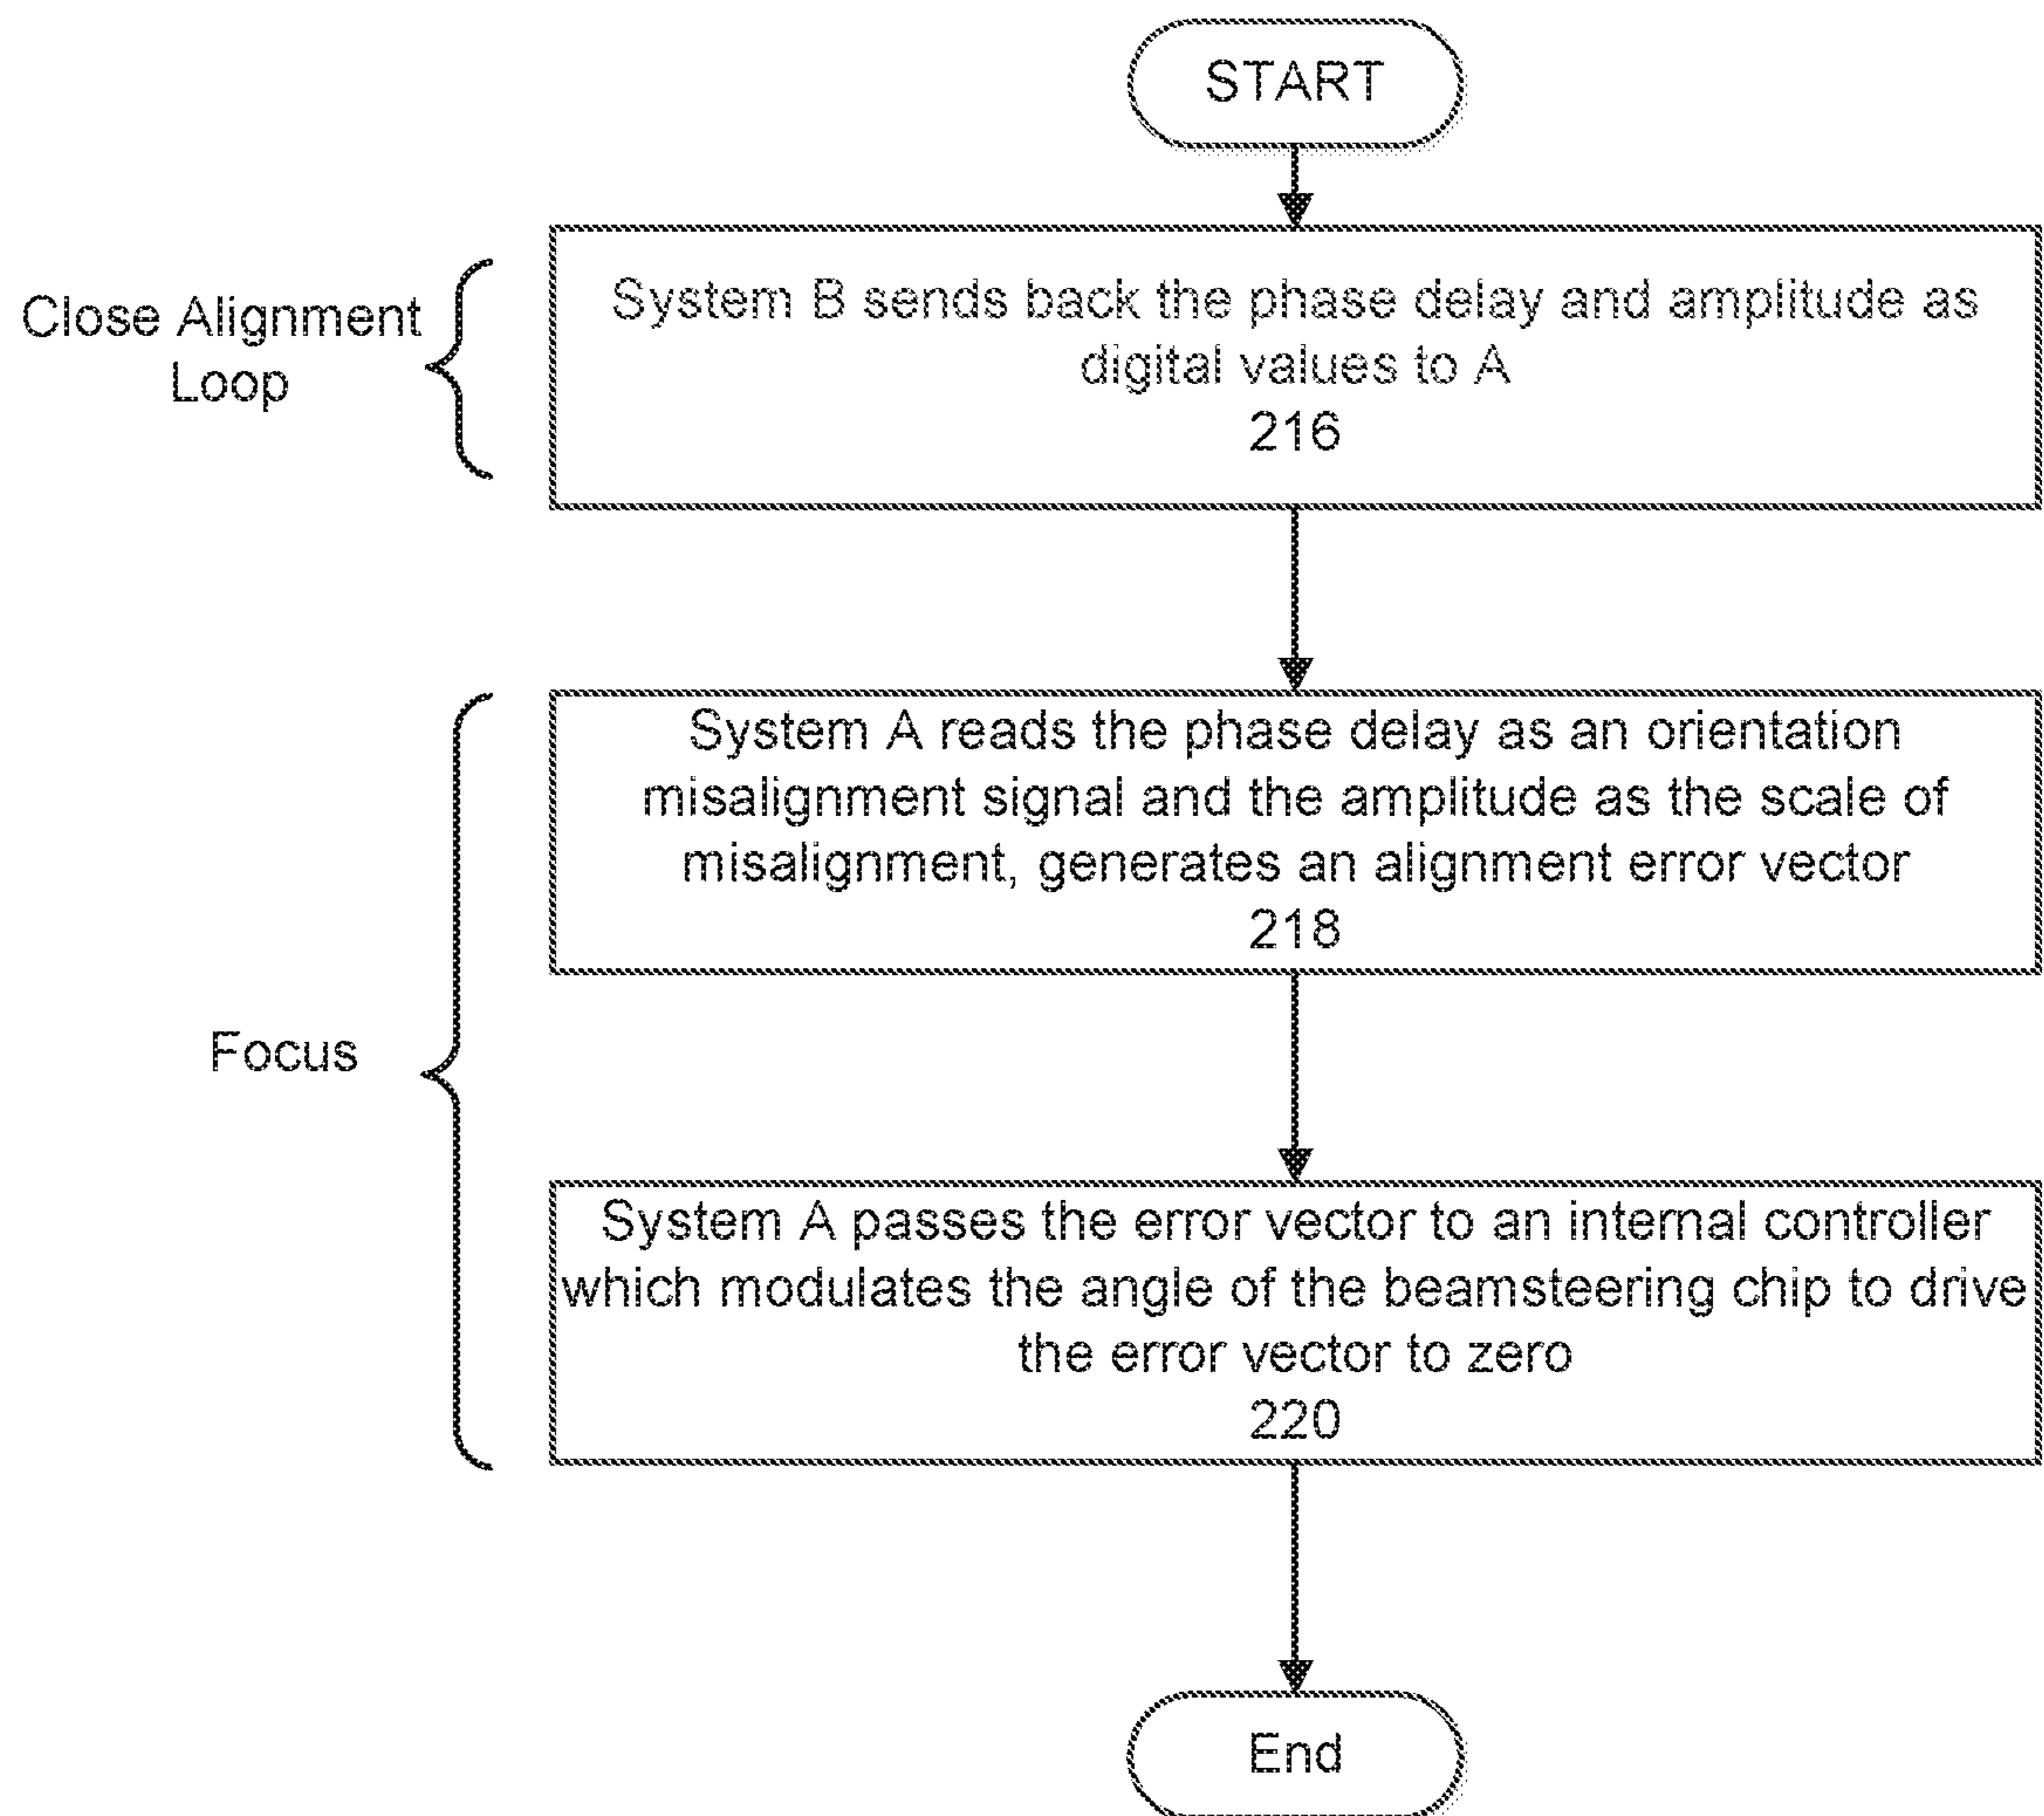 START
Close Alignment
Loop
System B sends back the phase delay and amplitude as
digital values to A
216
System A reads the phase delay as an orientation
misalignment signal and the amplitude as the scale of
misalignment, generates an alignment error vector
218
Focus
System A passes the error vector to an internal controller
which modulates the angle of the beamsteering chip to drive
the error vector to zero
220
End